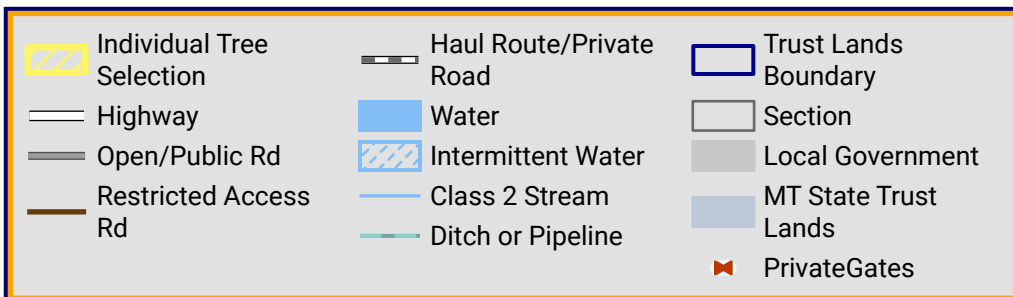 Individual Tree
Selection
Highway
Open/Public Rd
Restricted Access
Rd
Haul Route/Private
Road
Water
Intermittent Water
Class 2 Stream
Ditch or Pipeline
Trust Lands
Boundary
Section
Local Government
MT State Trust
Lands
PrivateGates